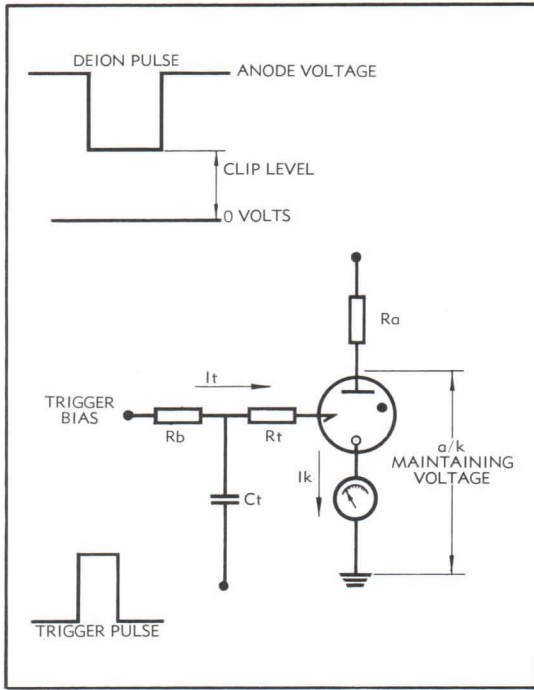 DEION PULSE
ANODE VOLTAGE
CLIP LEVEL
0 VOLTS
Ra
It
TRIGGER
BIAS
Rb
Rt
a/k
MAINTAINING
VOLTAGE
Ik
Ct
TRIGGER PULSE